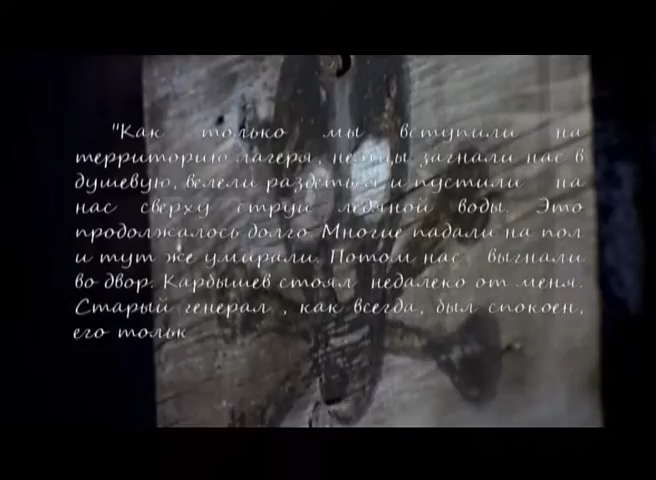 "Как только мы вступили на
территорию лагеря, немцы загнали нас в
душевую, велели раздеться и пустили на
нас сверху струи ледяной воды. Это
продолжалось долго. Многие падали на пол
и тут же умирали. Потом нас выгнали
во двор. Карбышев стоял недалеко от меня.
Старый генерал , как всегда, был спокоен,
его тольк